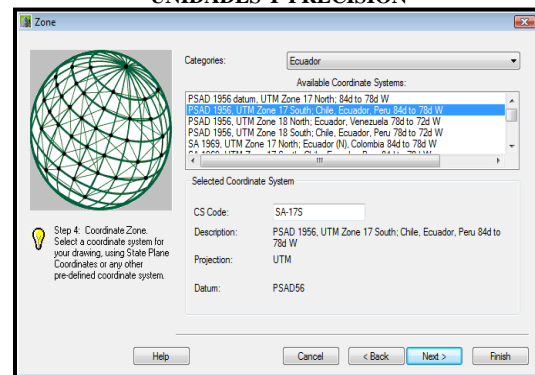 UNIDADES Y PRECISIÓN
Zone
Categories:
Ecuador
Available Coordinate Systems:
PSAD 1956 datum, UTM Zone 17 North; 84d to 78d W
PSAD 1956, UTM Zone 17 South; Chile, Ecuador, Peru 84d to 78d W
PSAD 1956, UTM Zone 18 North; Ecuador, Venezuela 78d to 72d W
PSAD 1956, UTM Zone 18 South; Chile, Ecuador, Peru 78d to 72d W
SA 1969, UTM Zone 17 North; Ecuador (N), Colombia 84d to 78d W
Selected Coordinate System
CS Code:
SA-17S
Description:
PSAD 1956, UTM Zone 17 South; Chile, Ecuador, Peru 84d to
78d W
Projection:
UTM
Datum:
PSAD56
Step 4: Coordinate Zone.
Select a coordinate system for
your drawing, using State Plane
Coordinates or any other
pre-defined coordinate system.
Help
Cancel
< Back
Next >
Finish